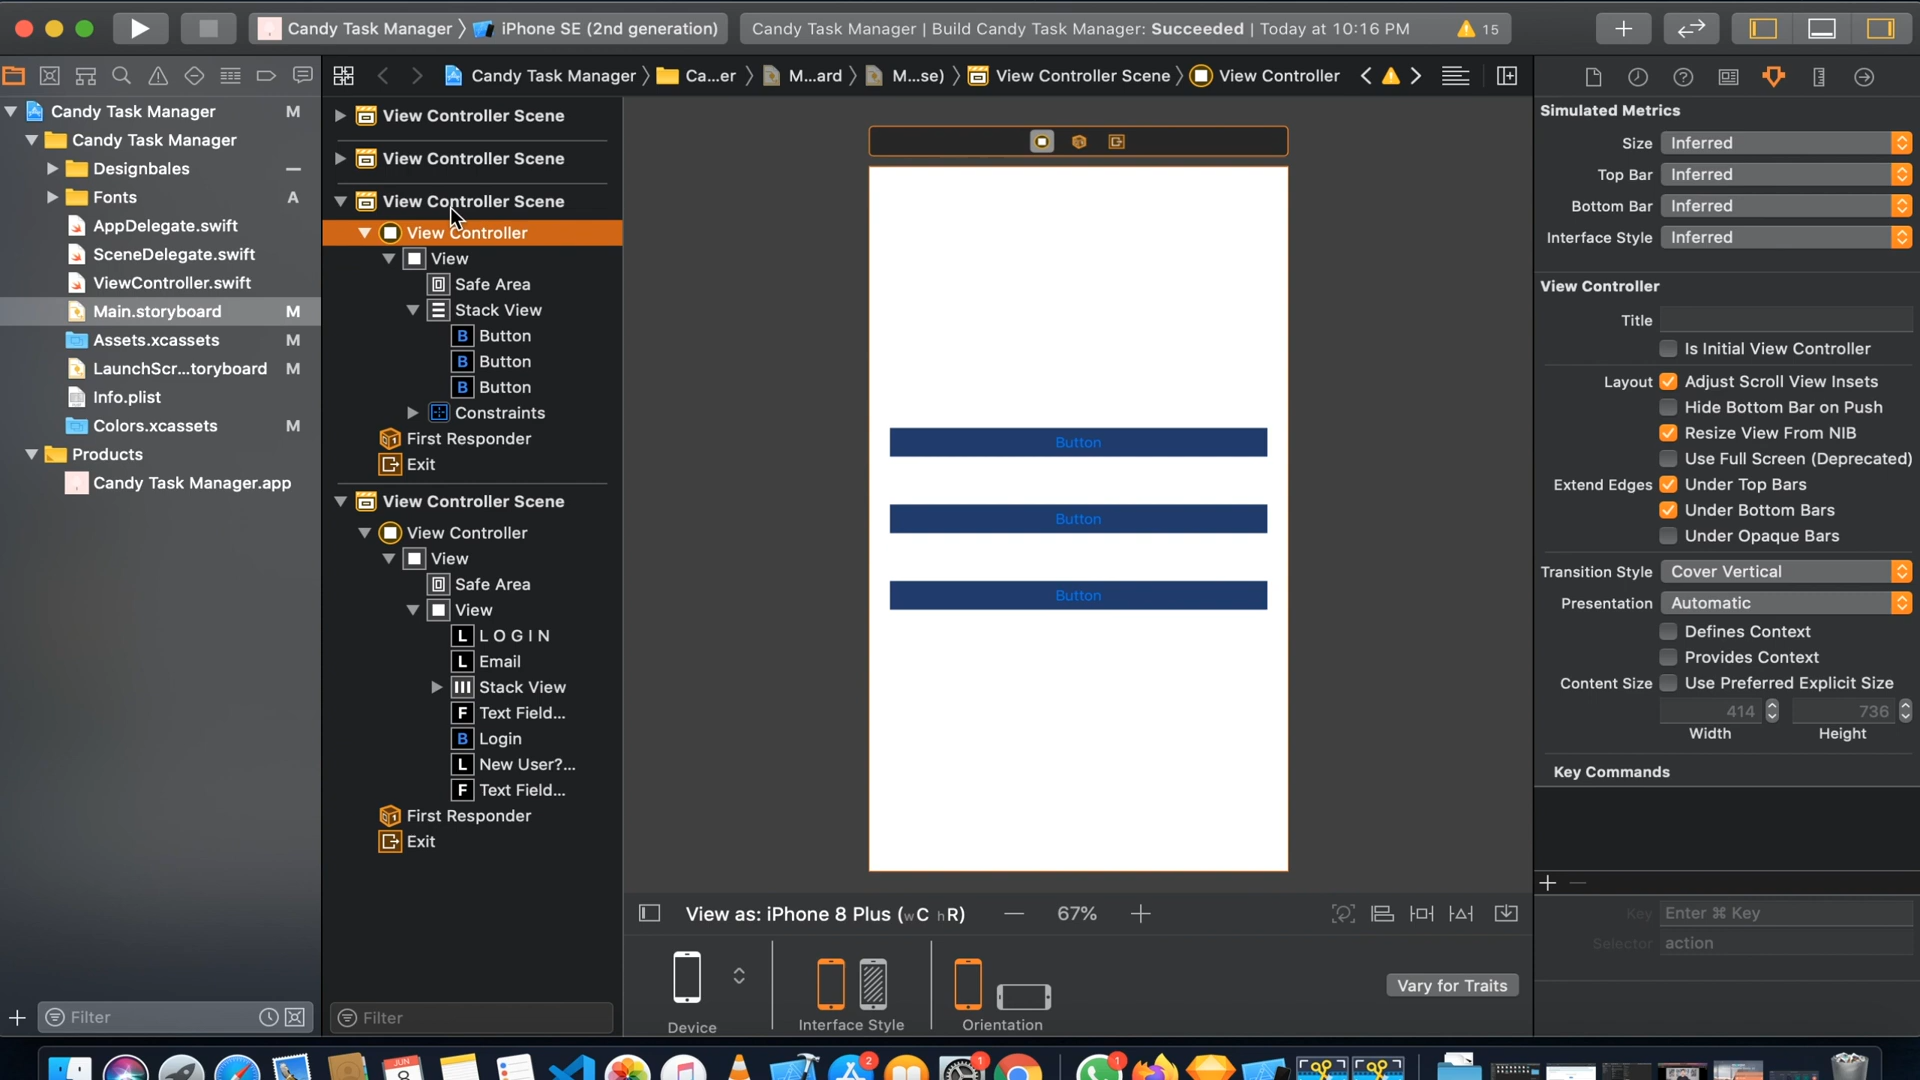 Candy Task Manager iPhone SE (2nd generation)
Candy Task Manager | Build Candy Task Manager: Succeeded | Today at 10:16 PM 15
Candy Task Manager Ca...er M...ard M...se) View Controller Scene View Controller
Candy Task Manager M
Candy Task Manager
Designbales
Fonts A
AppDelegate.swift
SceneDelegate.swift
ViewController.swift
Main.storyboard M
Assets.xcassets M
LaunchScr...toryboard M
Info.plist
Colors.xcassets M
Products
Candy Task Manager.app
Filter
View Controller Scene
View Controller Scene
View Controller Scene
View Controller
View
Safe Area
Stack View
B Button
B Button
B Button
Constraints
First Responder
Exit
View Controller Scene
View Controller
View
Safe Area
View
L L O G I N
L Email
Stack View
F Text Field...
B Login
L New User?...
F Text Field...
First Responder
Exit
Filter
Button
Button
Button
View as: iPhone 8 Plus (wC hR)
67%
Device
Interface Style
Orientation
Vary for Traits
Simulated Metrics
Size Inferred
Top Bar Inferred
Bottom Bar Inferred
Interface Style Inferred
View Controller
Title
Is Initial View Controller
Layout Adjust Scroll View Insets
Hide Bottom Bar on Push
Resize View From NIB
Use Full Screen (Deprecated)
Extend Edges Under Top Bars
Under Bottom Bars
Under Opaque Bars
Transition Style Cover Vertical
Presentation Automatic
Defines Context
Provides Context
Content Size Use Preferred Explicit Size
414 736
Width Height
Key Commands
Key Enter ⌘ Key
Selector action
JUN
8
2
1
1